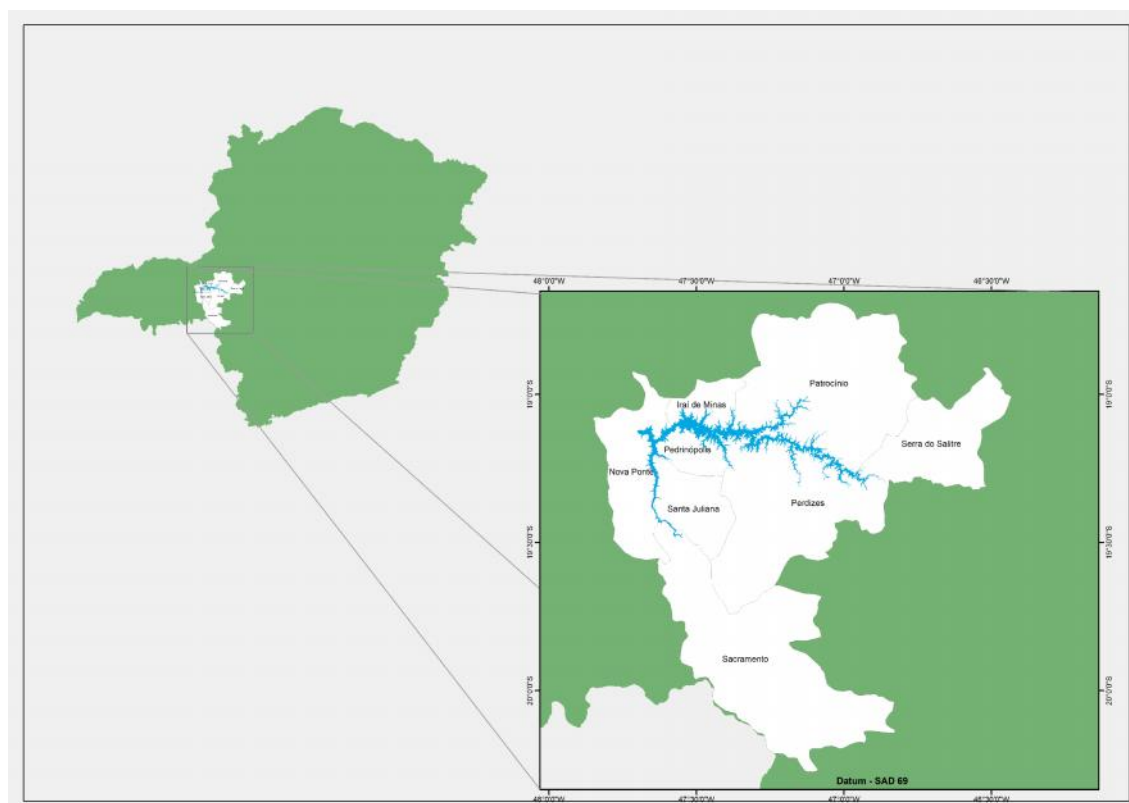 48°0'0"W 47°30'0"W 47°0'0"W 46°30'0"W
Patrocínio
19°0'0"S 19°0'0"S
Iraí de Minas
Serra do Salitre
Pedrinópolis
Nova Ponte
Perdizes
Santa Juliana
19°30'0"S 19°30'0"S
Sacramento
20°0'0"S 20°0'0"S
Datum - SAD 69
48°0'0"W 47°30'0"W 47°0'0"W 46°30'0"W